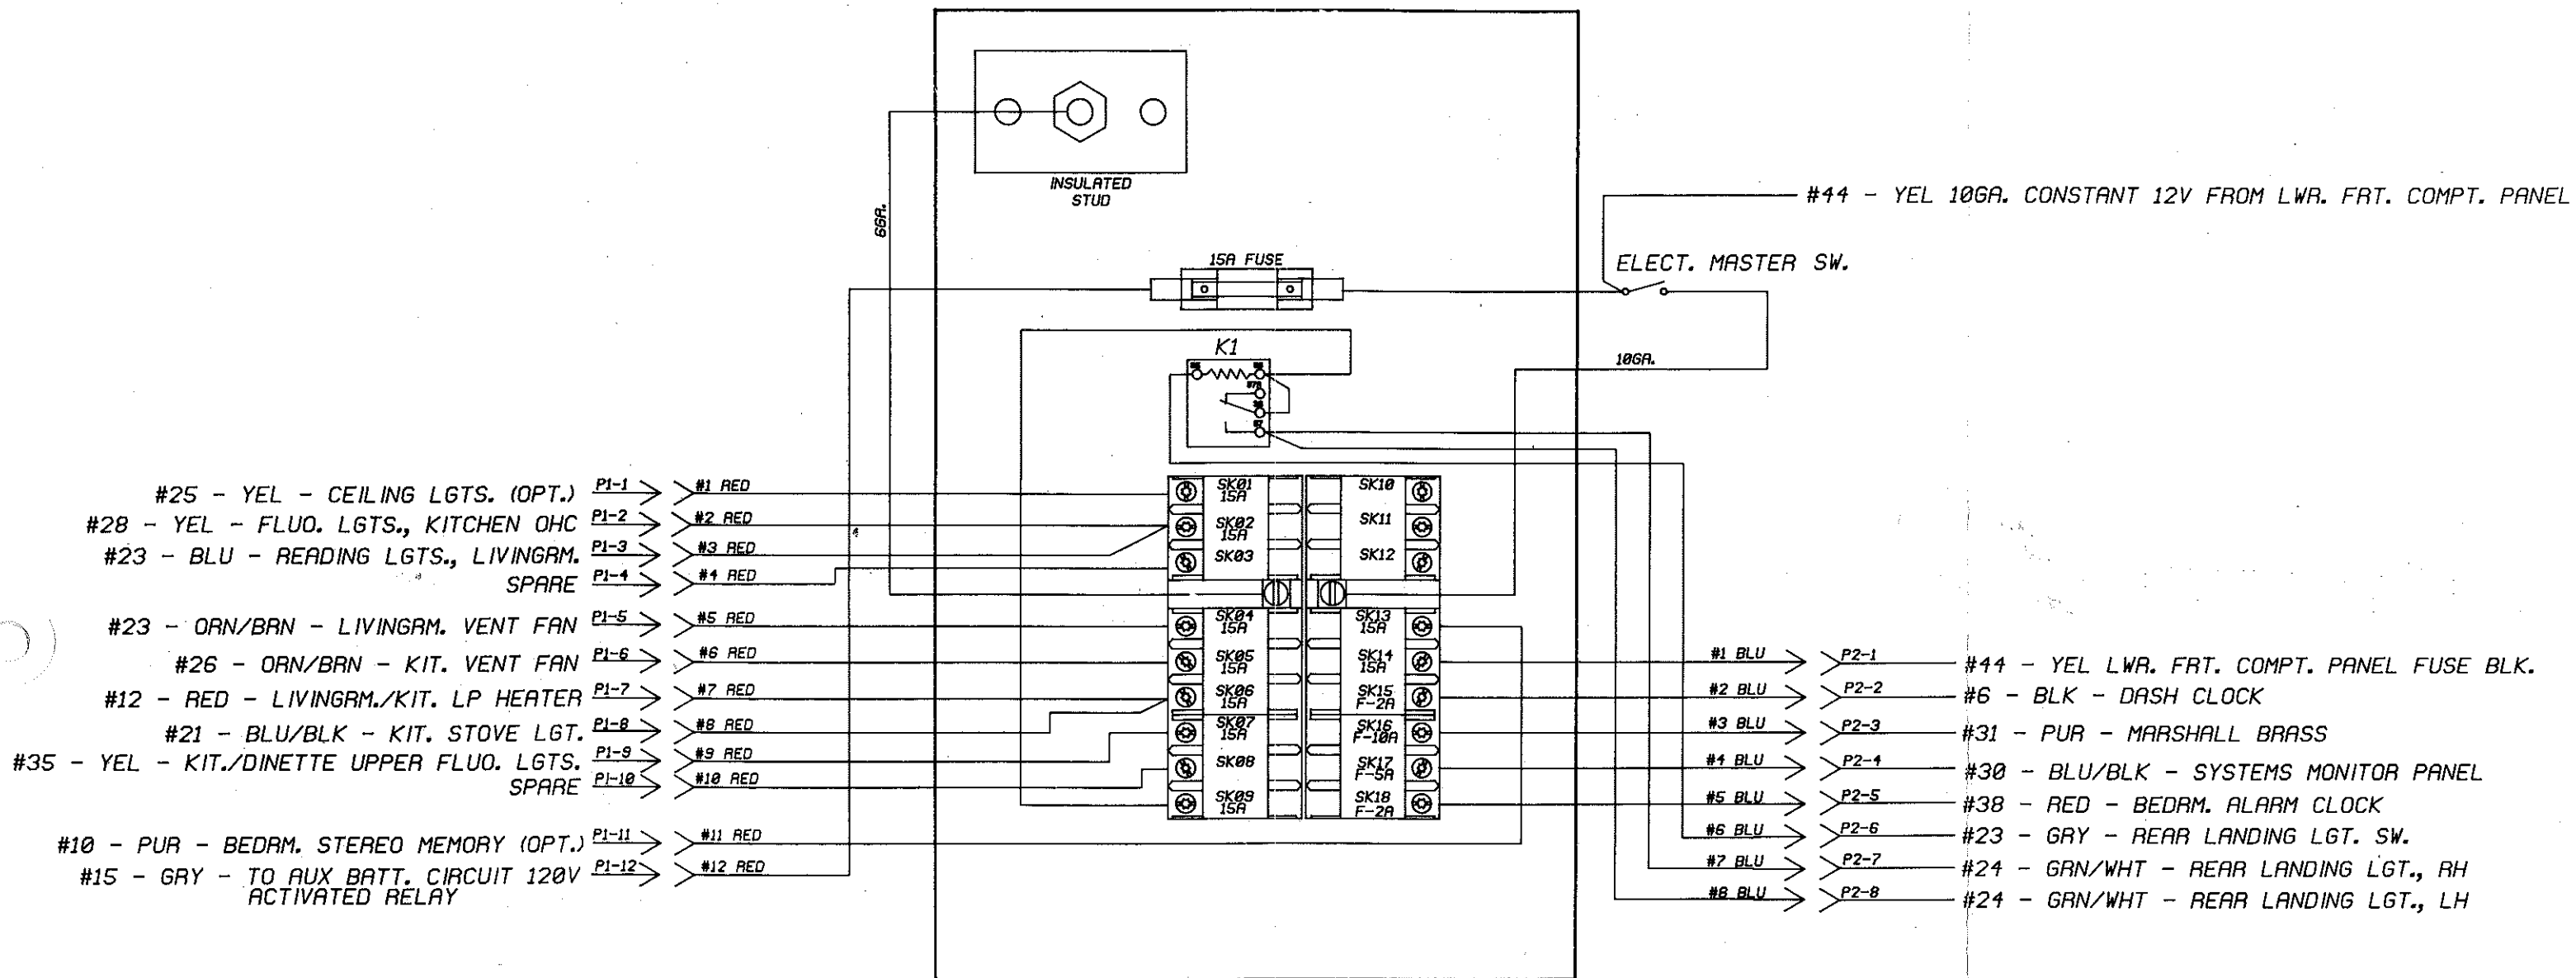 INSULATED
STUD
6GA.
#44 - YEL 10GA. CONSTANT 12V FROM LWR. FRT. COMPT. PANEL
15A FUSE
ELECT. MASTER SW.
K1
10GA.
87A
87
#25 - YEL - CEILING LGTS. (OPT.) P1-1 #1 RED
#28 - YEL - FLUO. LGTS., KITCHEN OHC P1-2 #2 RED
#23 - BLU - READING LGTS., LIVINGRM. P1-3 #3 RED
SPARE P1-4 #4 RED
#23 - ORN/BRN - LIVINGRM. VENT FAN P1-5 #5 RED
#26 - ORN/BRN - KIT. VENT FAN P1-6 #6 RED
#12 - RED - LIVINGRM./KIT. LP HEATER P1-7 #7 RED
#21 - BLU/BLK - KIT. STOVE LGT. P1-8 #8 RED
#35 - YEL - KIT./DINETTE UPPER FLUO. LGTS. P1-9 #9 RED
SPARE P1-10 #10 RED
#10 - PUR - BEDRM. STEREO MEMORY (OPT.) P1-11 #11 RED
#15 - GRY - TO AUX BATT. CIRCUIT 120V P1-12 #12 RED
ACTIVATED RELAY
SK01
15A
SK02
15A
SK03
SK04
15A
SK05
15A
SK06
15A
SK07
15A
SK08
SK09
15A
SK10
SK11
SK12
SK13
15A
SK14
15A
SK15
F-2A
SK16
F-10A
SK17
F-5A
SK18
F-2A
#1 BLU P2-1 #44 - YEL LWR. FRT. COMPT. PANEL FUSE BLK.
#2 BLU P2-2 #6 - BLK - DASH CLOCK
#3 BLU P2-3 #31 - PUR - MARSHALL BRASS
#4 BLU P2-4 #30 - BLU/BLK - SYSTEMS MONITOR PANEL
#5 BLU P2-5 #38 - RED - BEDRM. ALARM CLOCK
#6 BLU P2-6 #23 - GRY - REAR LANDING LGT. SW.
#7 BLU P2-7 #24 - GRN/WHT - REAR LANDING LGT., RH
#8 BLU P2-8 #24 - GRN/WHT - REAR LANDING LGT., LH